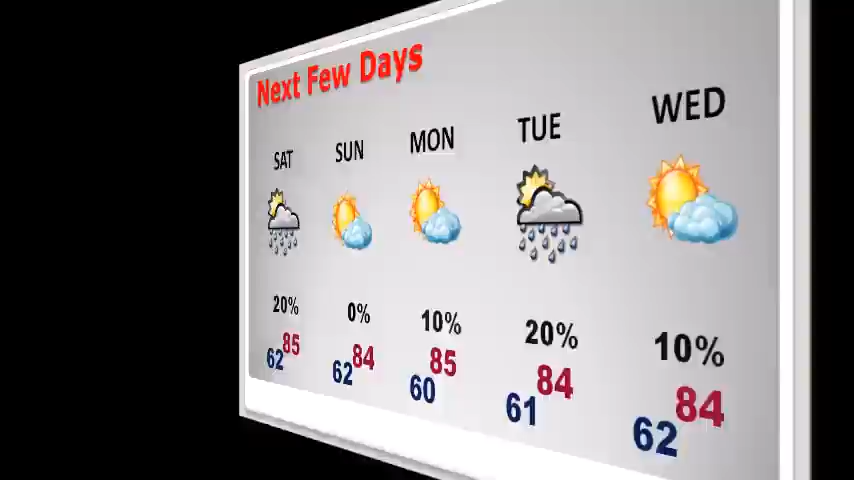 Next Few Days
SAT SUN MON TUE WED
20% 0% 10% 20% 10%
85 84 85 84 84
62 62 60 61 62